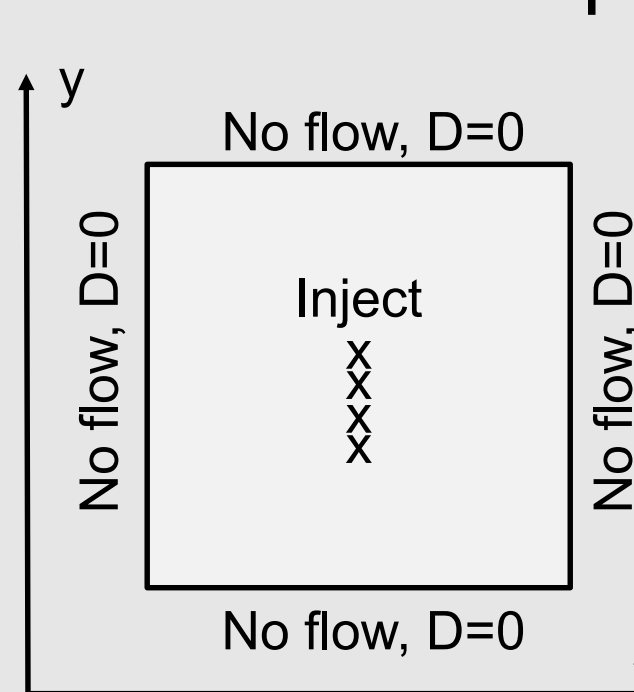 y
No flow, D=0
No flow, D=0
Inject
x
x
x
x
No flow, D=0
No flow, D=0